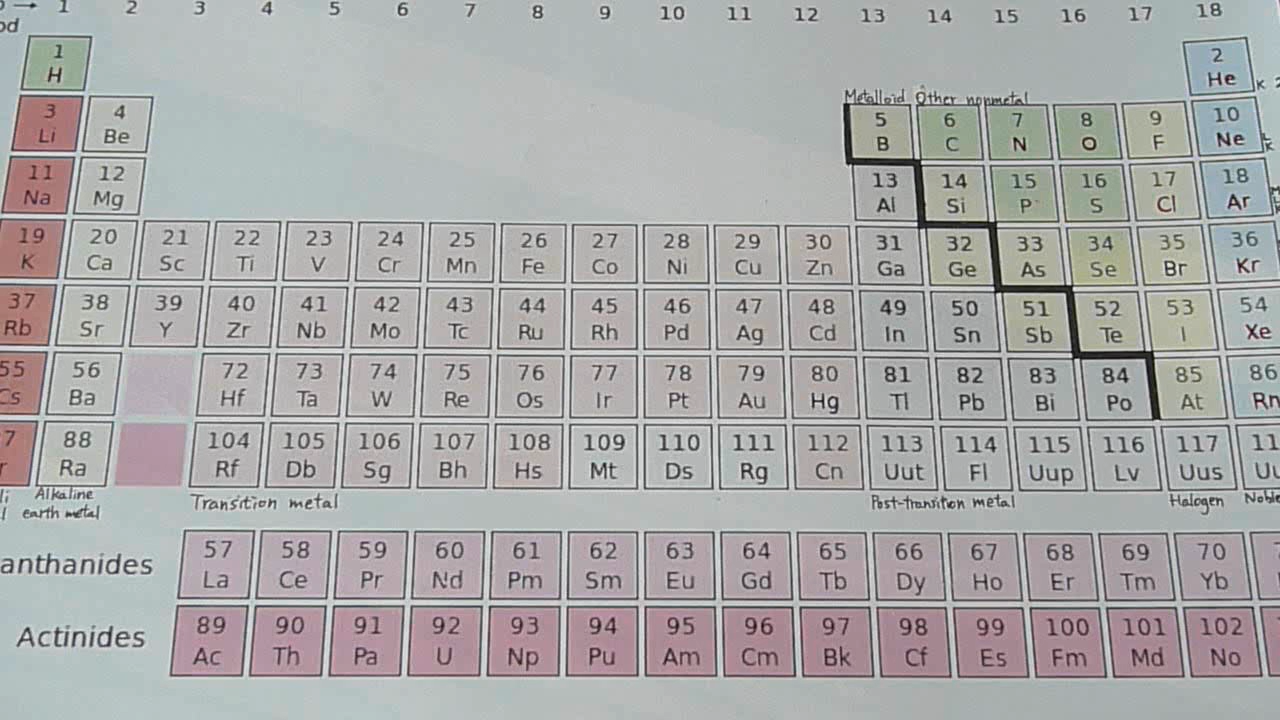 1 2 3 4 5 6 7 8 9 10 11 12 13 14 15 16 17 18
1 2
H He
Metalloid Other nonmetal
3 4 5 6 7 8 9 10
Li Be B C N O F Ne
11 12 13 14 15 16 17 18
Na Mg Al Si P S Cl Ar
19 20 21 22 23 24 25 26 27 28 29 30 31 32 33 34 35 36
K Ca Sc Ti V Cr Mn Fe Co Ni Cu Zn Ga Ge As Se Br Kr
37 38 39 40 41 42 43 44 45 46 47 48 49 50 51 52 53 54
Rb Sr Y Zr Nb Mo Tc Ru Rh Pd Ag Cd In Sn Sb Te I Xe
55 56 72 73 74 75 76 77 78 79 80 81 82 83 84 85 86
Cs Ba Hf Ta W Re Os Ir Pt Au Hg Tl Pb Bi Po At Rn
88 104 105 106 107 108 109 110 111 112 113 114 115 116 117
Ra Rf Db Sg Bh Hs Mt Ds Rg Cn Uut Fl Uup Lv Uus
Alkaline
earth metal
Transition metal
Post-transition metal
Halogen
Noble
57 58 59 60 61 62 63 64 65 66 67 68 69 70
anthanides La Ce Pr Nd Pm Sm Eu Gd Tb Dy Ho Er Tm Yb
89 90 91 92 93 94 95 96 97 98 99 100 101 102
Actinides Ac Th Pa U Np Pu Am Cm Bk Cf Es Fm Md No